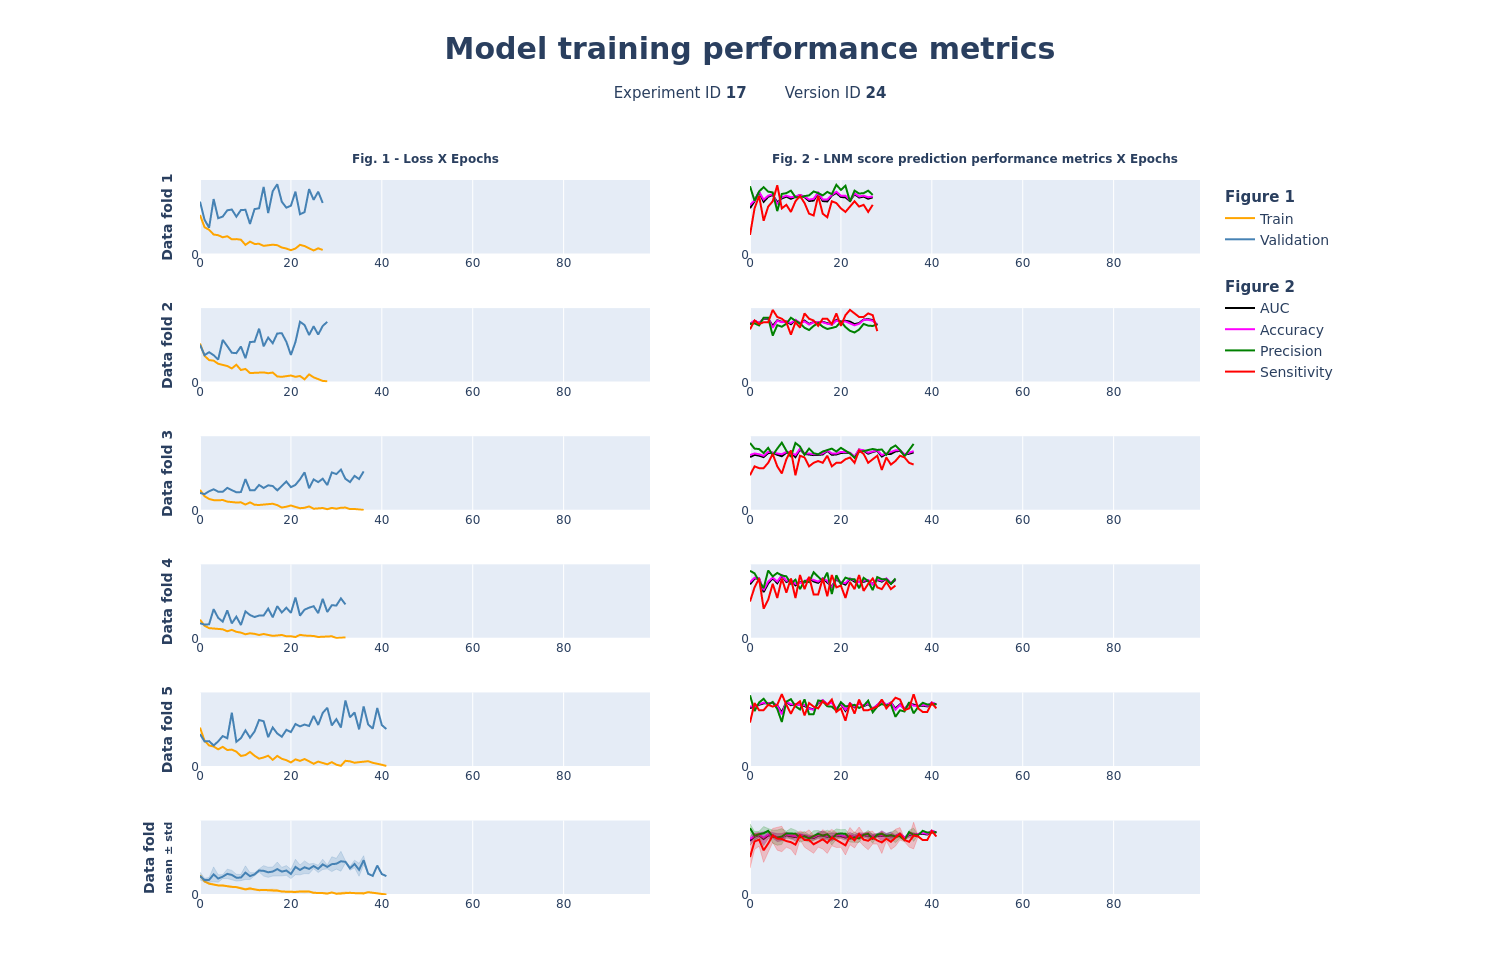 Model training performance metrics
Experiment ID 17 Version ID 24
Fig. 1 - Loss X Epochs
Fig. 2 - LNM score prediction performance metrics X Epochs
Data fold 1
0
0 20 40 60 80
0
0 20 40 60 80
Data fold 2
0
0 20 40 60 80
0
0 20 40 60 80
Data fold 3
0
0 20 40 60 80
0
0 20 40 60 80
Data fold 4
0
0 20 40 60 80
0
0 20 40 60 80
Data fold 5
0
0 20 40 60 80
0
0 20 40 60 80
Data fold
mean ± std
0
0 20 40 60 80
0
0 20 40 60 80
Figure 1
Train
Validation
Figure 2
AUC
Accuracy
Precision
Sensitivity